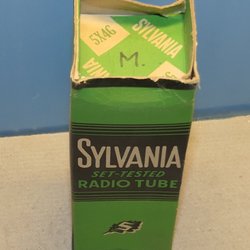 5X4G
SYLVANIA
M.
SYLVANIA
SET-TESTED
RADIO TUBE
S